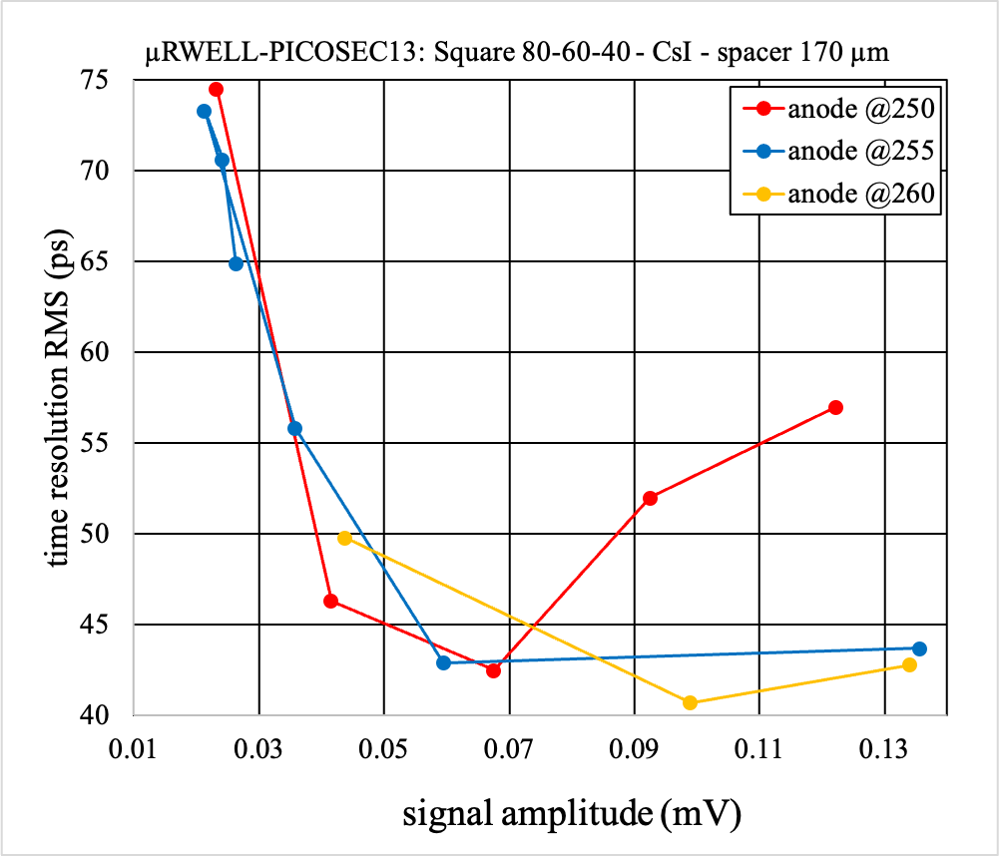 µRWELL-PICOSEC13: Square 80-60-40 - CsI - spacer 170 µm
75
70
65
60
55
50
45
40
time resolution RMS (ps)
anode @250
anode @255
anode @260
0.01 0.03 0.05 0.07 0.09 0.11 0.13
signal amplitude (mV)